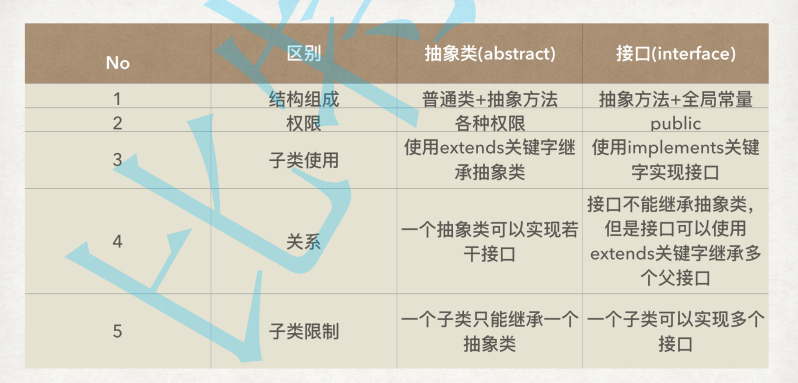 No 区别 抽象类(abstract) 接口(interface)
1 结构组成 普通类+抽象方法 抽象方法+全局常量
2 权限 各种权限 public
3 子类使用 使用extends关键字继
承抽象类 使用implements关键
字实现接口
4 关系 一个抽象类可以实现若
干接口 接口不能继承抽象类，
但是接口可以使用
extends关键字继承多
个父接口
5 子类限制 一个子类只能继承一个
抽象类 一个子类可以实现多个
接口